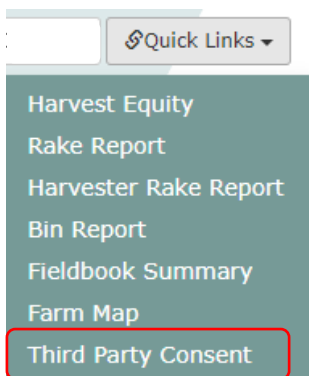 Quick Links
Harvest Equity
Rake Report
Harvester Rake Report
Bin Report
Fieldbook Summary
Farm Map
Third Party Consent